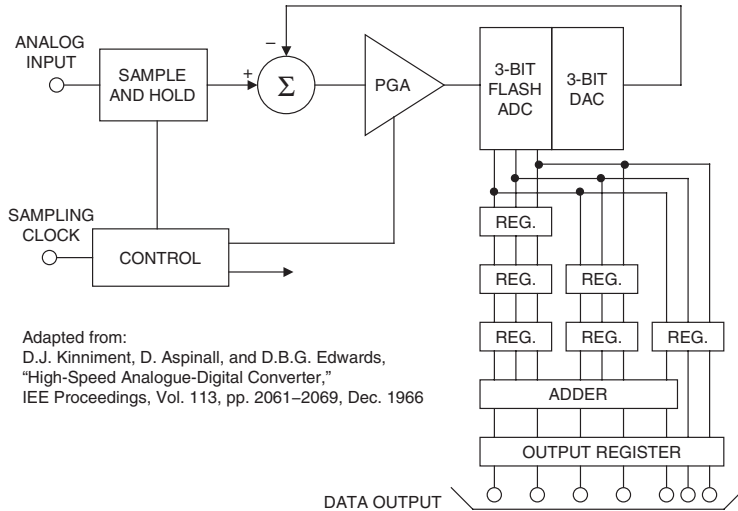 ANALOG
INPUT
SAMPLE
AND HOLD
+
−
Σ
PGA
3-BIT
FLASH
ADC
3-BIT
DAC
SAMPLING
CLOCK
CONTROL
REG.
REG.
REG.
REG.
REG.
REG.
Adapted from:
D.J. Kinniment, D. Aspinall, and D.B.G. Edwards,
“High-Speed Analogue-Digital Converter,”
IEE Proceedings, Vol. 113, pp. 2061–2069, Dec. 1966
ADDER
OUTPUT REGISTER
DATA OUTPUT